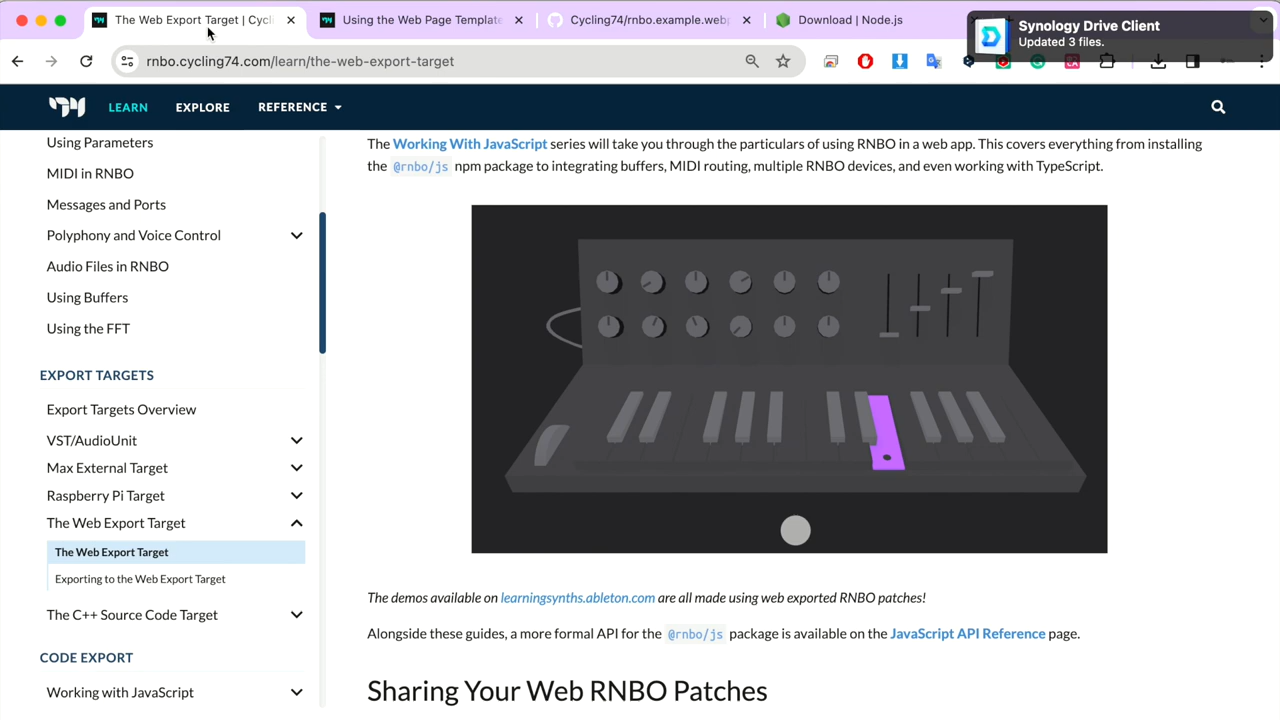 The Web Export Target | Cycli
Using the Web Page Template
Cycling74/rnbo.example.webp
Download | Node.js
Synology Drive Client
Updated 3 files.
rnbo.cycling74.com/learn/the-web-export-target
LEARN
EXPLORE
REFERENCE
Using Parameters
MIDI in RNBO
Messages and Ports
Polyphony and Voice Control
Audio Files in RNBO
Using Buffers
Using the FFT
EXPORT TARGETS
Export Targets Overview
VST/AudioUnit
Max External Target
Raspberry Pi Target
The Web Export Target
The Web Export Target
Exporting to the Web Export Target
The C++ Source Code Target
CODE EXPORT
Working with JavaScript
The Working With JavaScript series will take you through the particulars of using RNBO in a web app. This covers everything from installing
the @rnbo/js npm package to integrating buffers, MIDI routing, multiple RNBO devices, and even working with TypeScript.
The demos available on learningsynths.ableton.com are all made using web exported RNBO patches!
Alongside these guides, a more formal API for the @rnbo/js package is available on the JavaScript API Reference page.
Sharing Your Web RNBO Patches